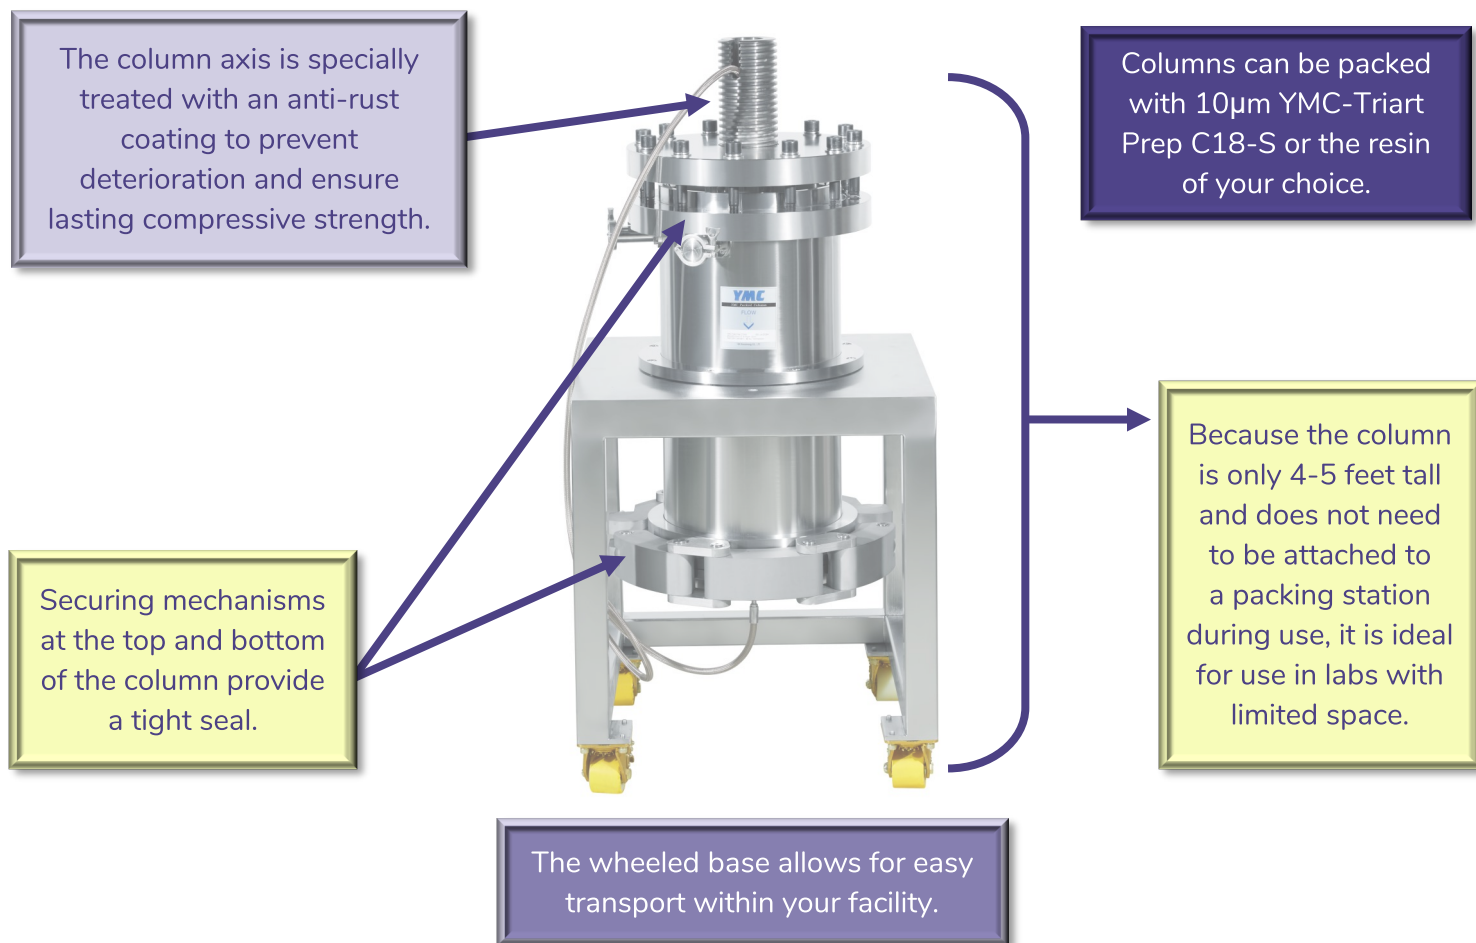 The column axis is specially
treated with an anti-rust
coating to prevent
deterioration and ensure
lasting compressive strength.
Columns can be packed
with 10µm YMC-Triart
Prep C18-S or the resin
of your choice.
YMC
Because the column
is only 4-5 feet tall
and does not need
to be attached to
a packing station
during use, it is ideal
for use in labs with
limited space.
Securing mechanisms
at the top and bottom
of the column provide
a tight seal.
The wheeled base allows for easy
transport within your facility.